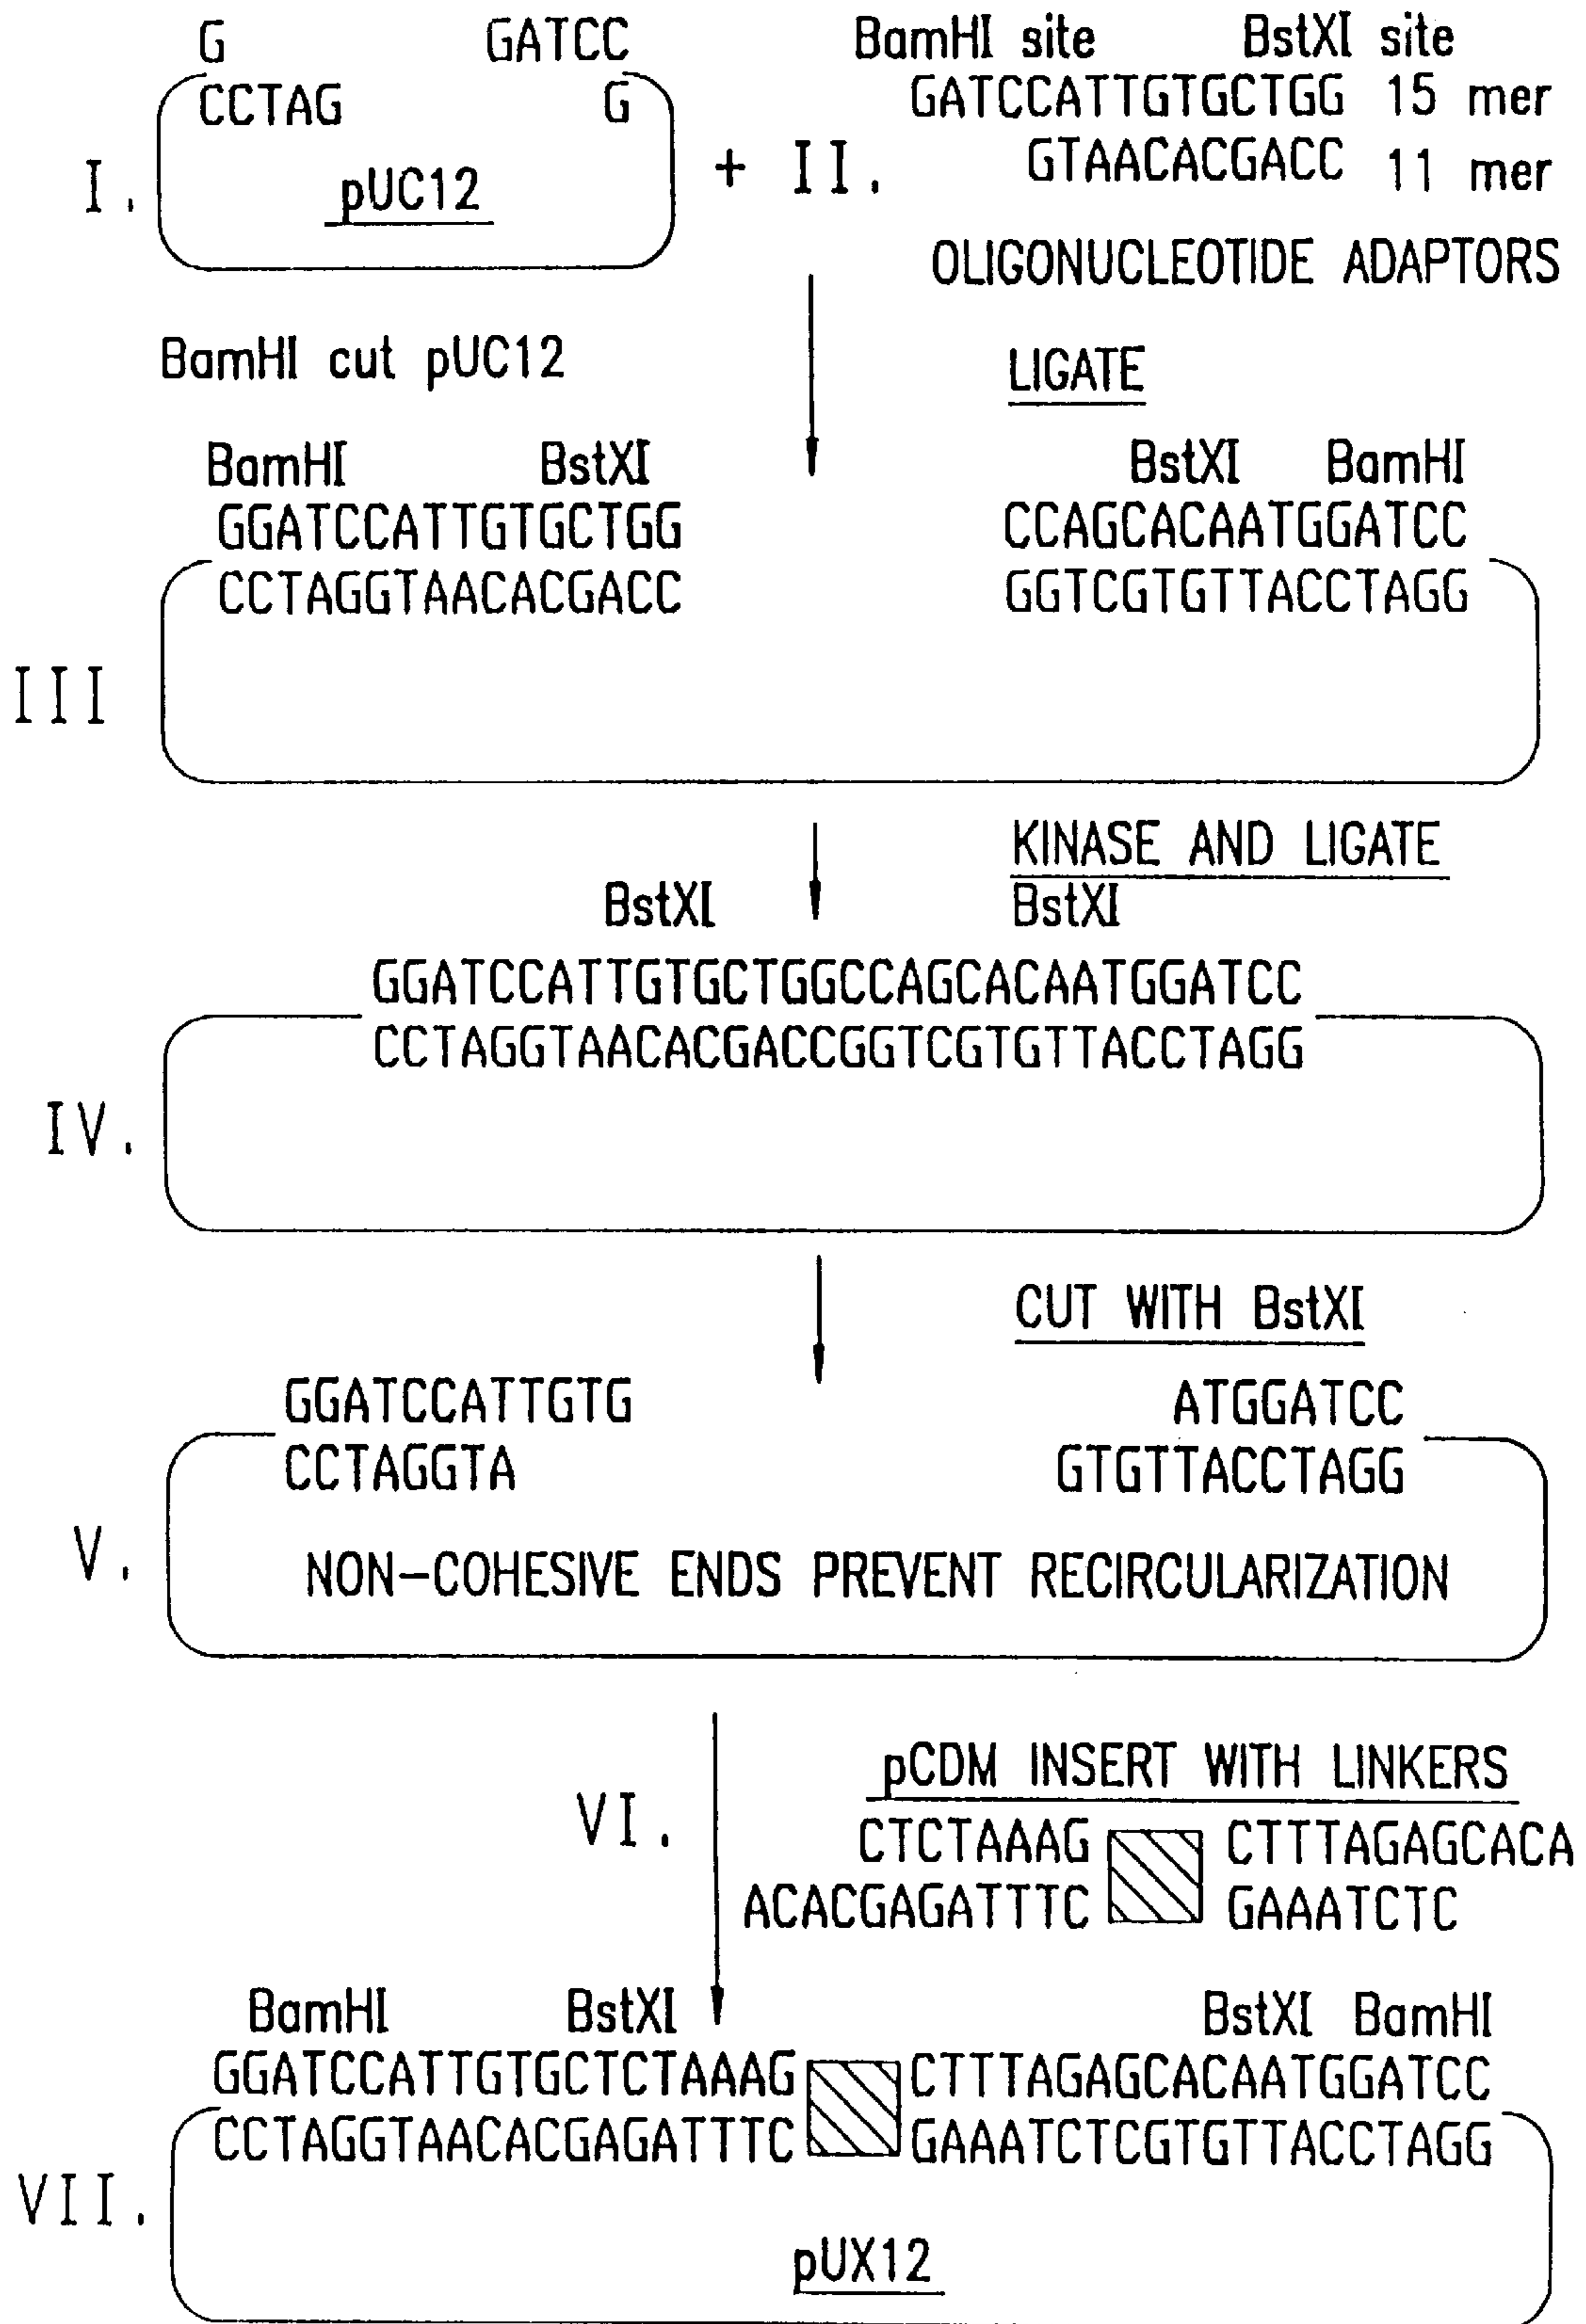 G GATCC
CCTAG G
I. pUC12
BamHI site BstXI site
GATCCATTGTGCTGG 15 mer
+ II. GTAACACGACC 11 mer
OLIGONUCLEOTIDE ADAPTORS
BamHI cut pUC12
LIGATE
BamHI BstXI BstXI BamHI
GGATCCATTGTGCTGG CCAGCACAATGGATCC
CCTAGGTAACACGACC GGTCGTGTTACCTAGG
III
KINASE AND LIGATE
BstXI BstXI
GGATCCATTGTGCTGGCCAGCACAATGGATCC
CCTAGGTAACACGACCGGTCGTGTTACCTAGG
IV.
CUT WITH BstXI
GGATCCATTGTG ATGGATCC
CCTAGGTA GTGTTACCTAGG
V. NON-COHESIVE ENDS PREVENT RECIRCULARIZATION
pCDM INSERT WITH LINKERS
VI.
CTCTAAAG CTTTAGAGCACA
ACACGAGATTTC GAAATCTC
BamHI BstXI BstXI BamHI
GGATCCATTGTGCTCTAAAG CTTTAGAGCACAATGGATCC
CCTAGGTAACACGAGATTTC GAAATCTCGTGTTACCTAGG
VII.
pUX12